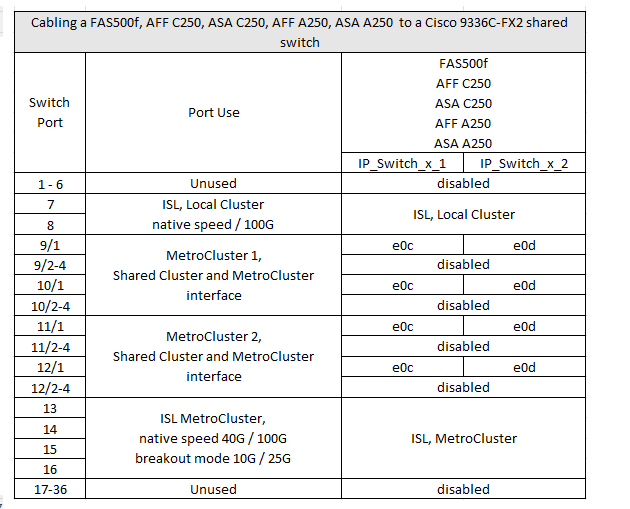 Cabling a FAS500f, AFF C250, ASA C250, AFF A250, ASA A250 to a Cisco 9336C-FX2 shared
switch
Switch
Port
Port Use
FAS500f
AFF C250
ASA C250
AFF A250
ASA A250
IP_Switch_x_1 IP_Switch_x_2
1 - 6 Unused disabled
7
8
ISL, Local Cluster
native speed / 100G
ISL, Local Cluster
9/1
9/2-4
10/1
10/2-4
MetroCluster 1,
Shared Cluster and MetroCluster
interface
e0c e0d
disabled
e0c e0d
disabled
11/1
11/2-4
12/1
12/2-4
MetroCluster 2,
Shared Cluster and MetroCluster
interface
e0c e0d
disabled
e0c e0d
disabled
13
14
15
16
ISL MetroCluster,
native speed 40G / 100G
breakout mode 10G / 25G
ISL, MetroCluster
17-36 Unused disabled